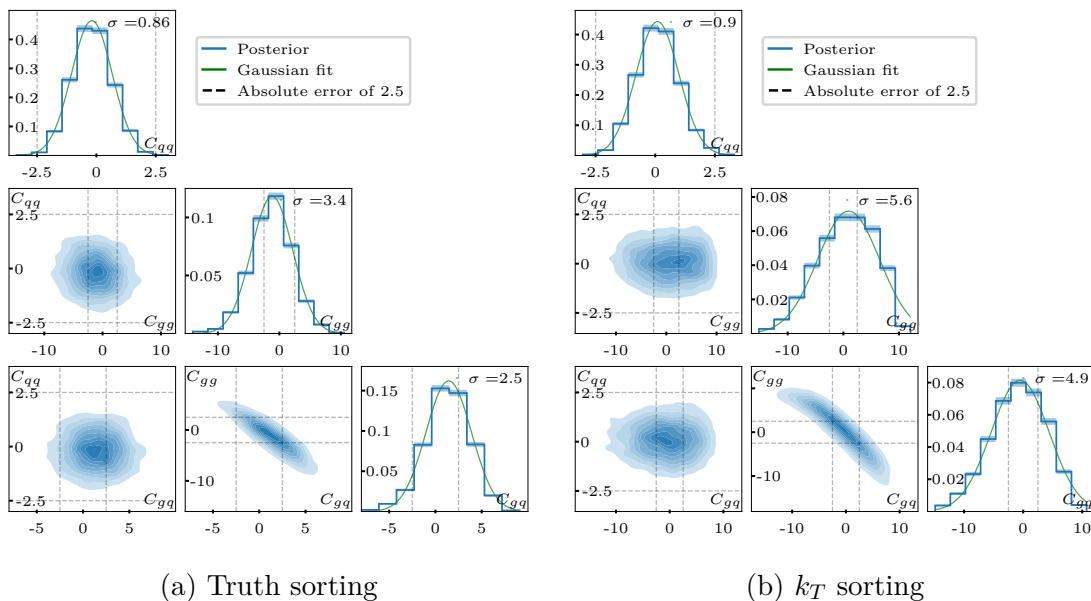 σ =0.86
0.4
0.3
0.2
0.1
C_qq
-2.5 0 2.5
Posterior
Gaussian fit
Absolute error of 2.5
C_qq
2.5
0
-2.5
C_gg
-10 0 10
σ =3.4
0.1
0.05
C_gg
-10 0 10
C_qq
2.5
0
-2.5
C_gq
-5 0 5
C_gg
0
-10
C_gq
-5 0 5
σ =2.5
0.15
0.1
0.05
C_gq
-5 0 5
(a) Truth sorting
σ =0.9
0.4
0.3
0.2
0.1
C_qq
-2.5 0 2.5
Posterior
Gaussian fit
Absolute error of 2.5
C_qq
2.5
0
-2.5
C_gg
-10 0 10
σ =5.6
0.08
0.06
0.04
0.02
C_gg
-10 0 10
C_qq
2.5
0
-2.5
C_gq
-10 0 10
C_gg
0
-10
C_gq
-10 0 10
σ =4.9
0.08
0.06
0.04
0.02
C_gq
-10 0 10
(b) k_T sorting